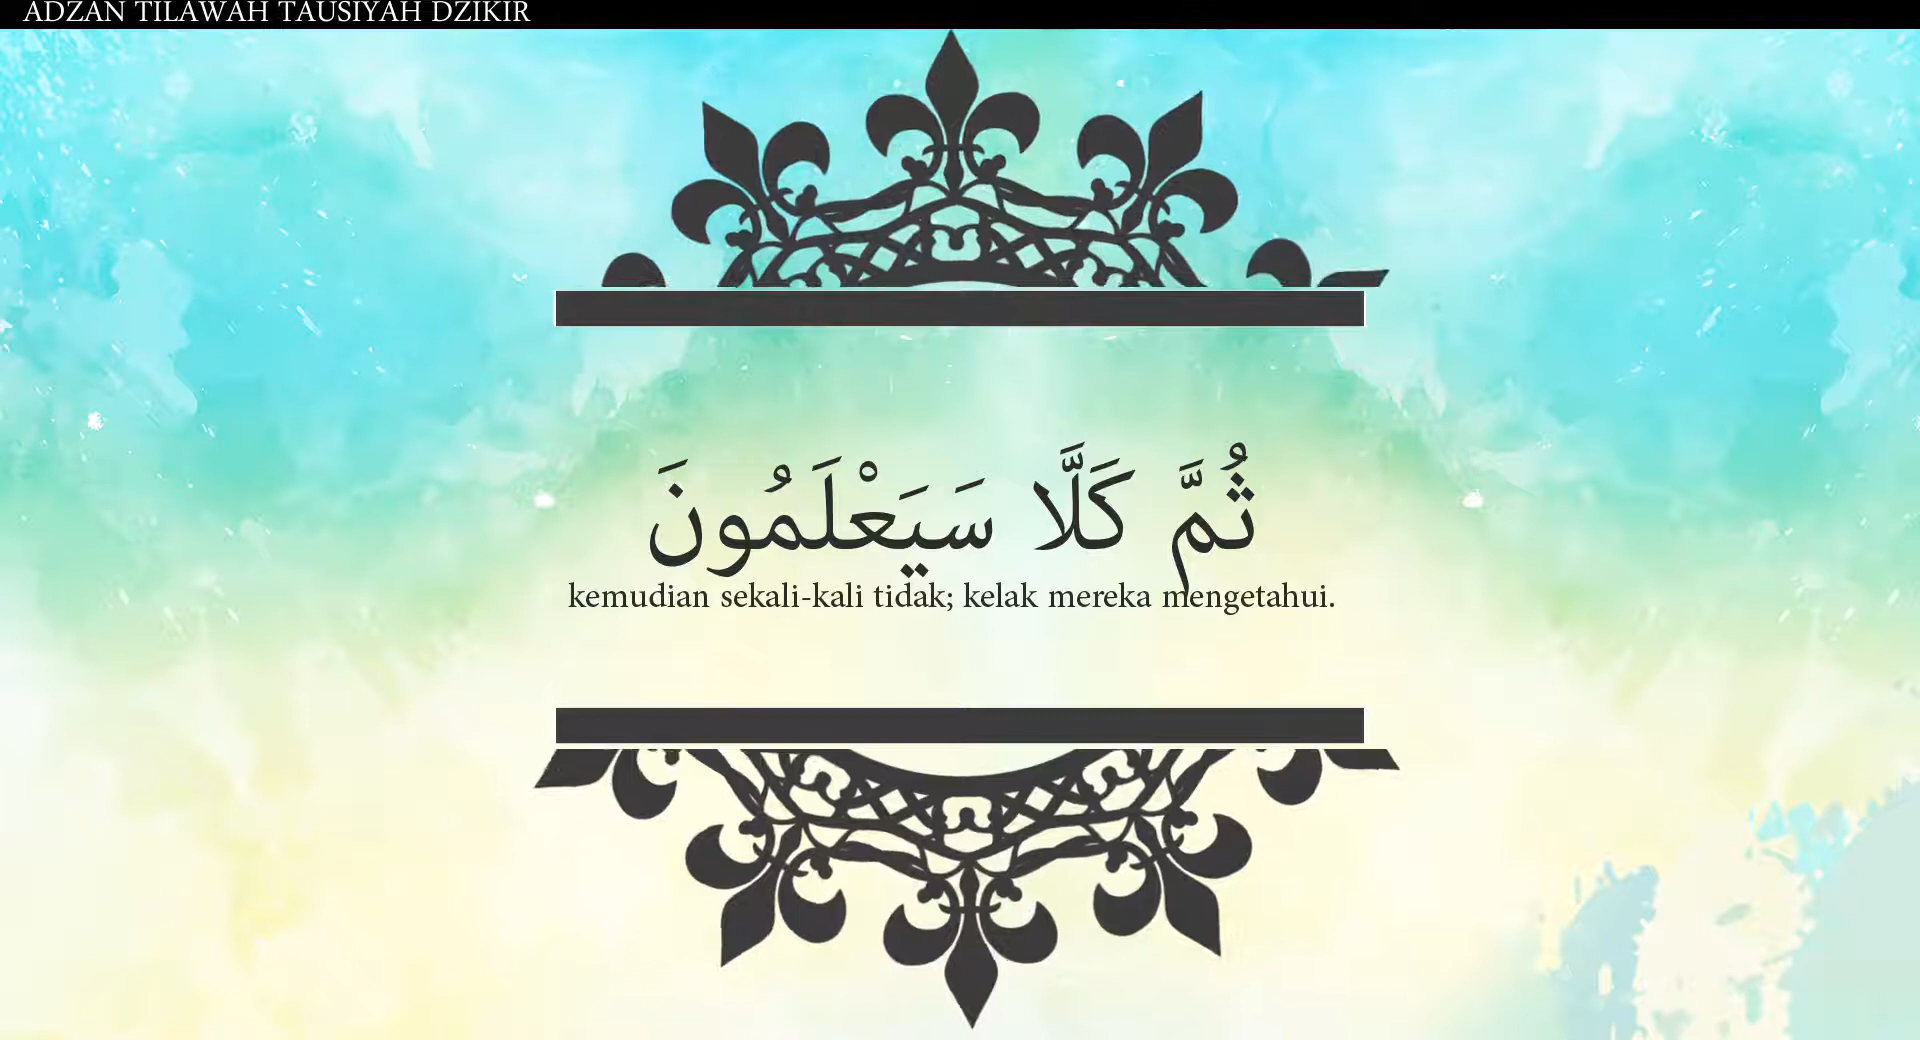 ADZAN TILAWAH TAUSIYAH DZIKIR
ثُمَّ كَلَّا سَيَعْلَمُونَ
kemudian sekali-kali tidak; kelak mereka mengetahui.